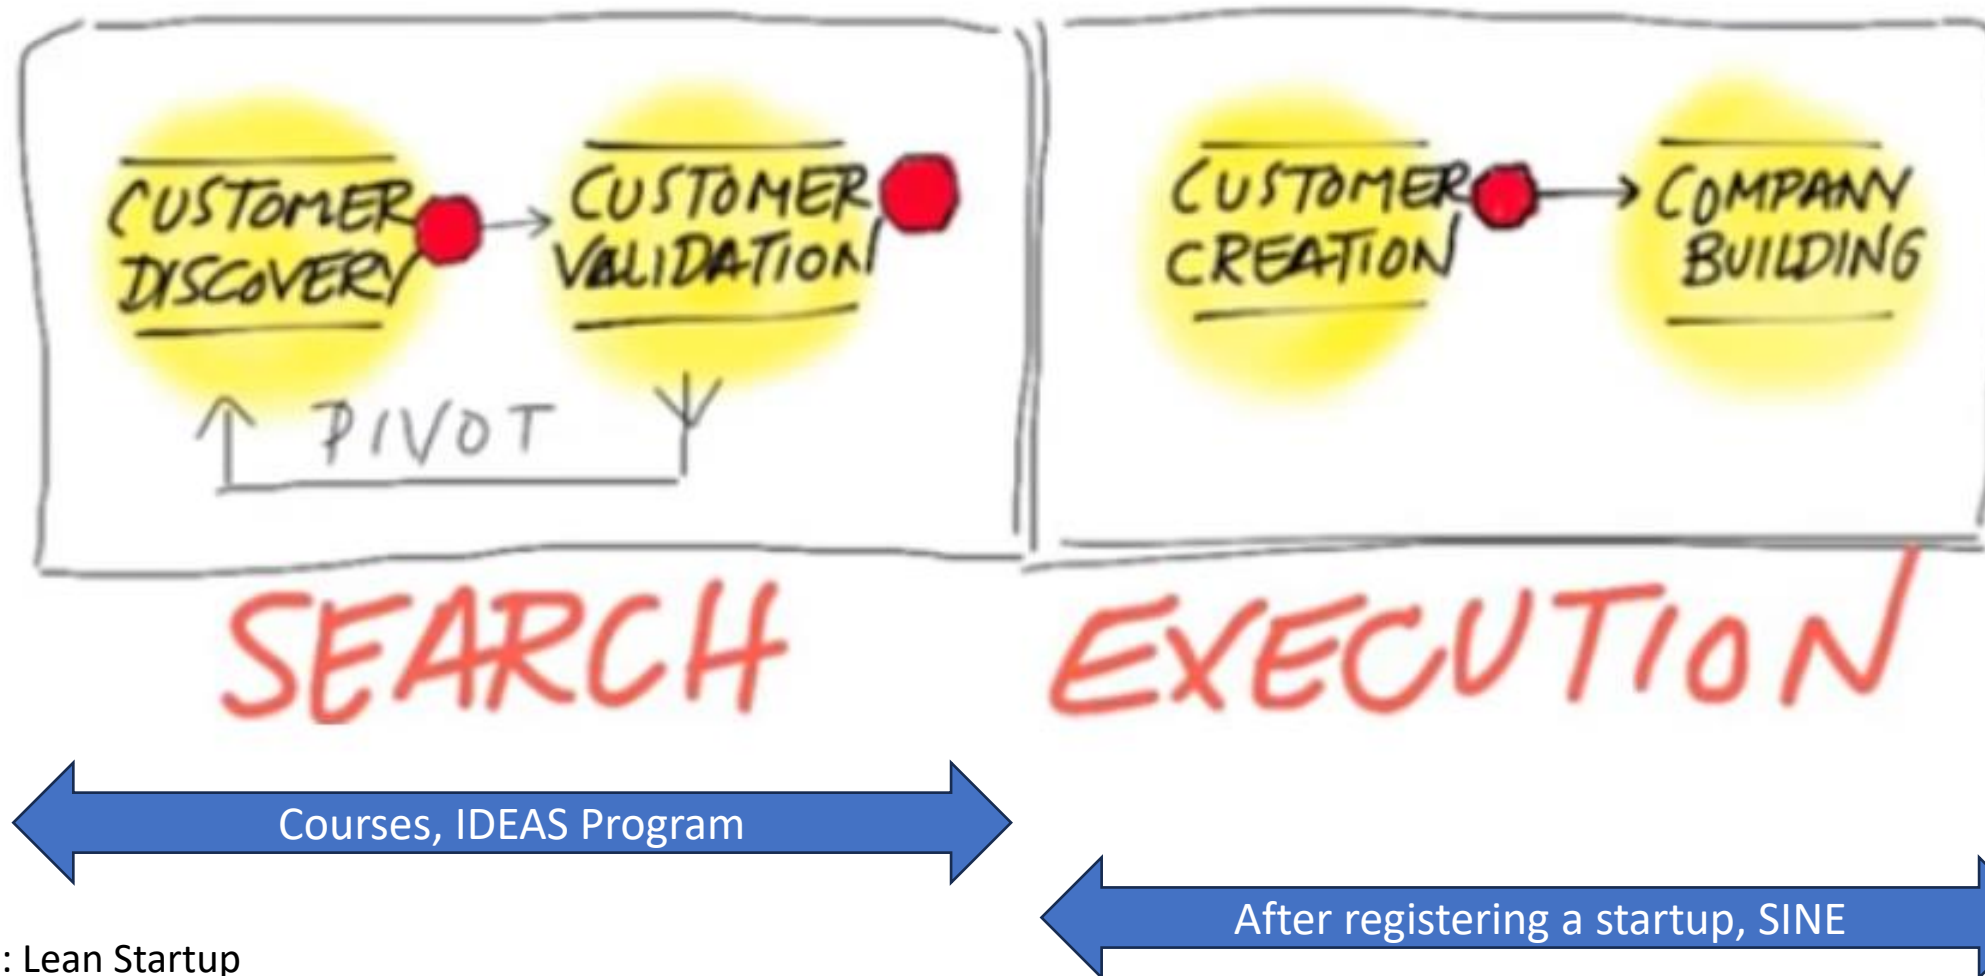 CUSTOMER
DISCOVERY
CUSTOMER
VALIDATION
PIVOT
CUSTOMER
CREATION
COMPANY
BUILDING
SEARCH
EXECUTION
Courses, IDEAS Program
After registering a startup, SINE
: Lean Startup